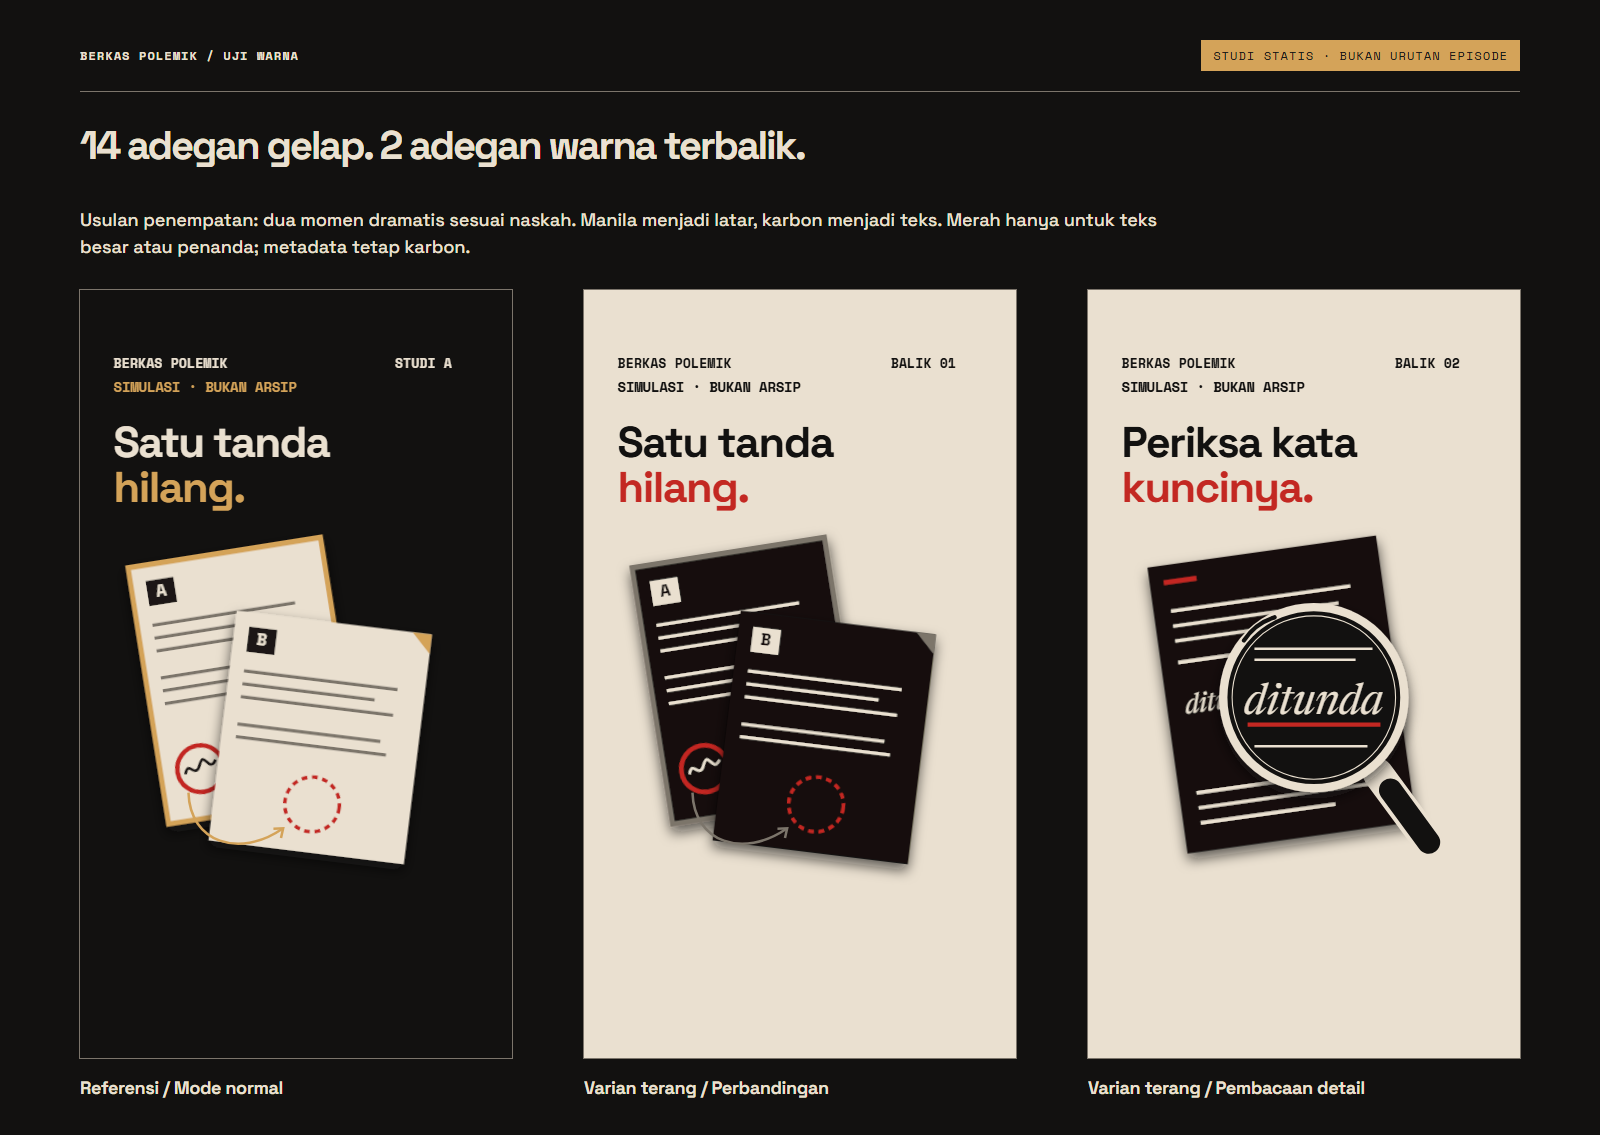 BERKAS POLEMIK / UJI WARNA
STUDI STATIS · BUKAN URUTAN EPISODE
14 adegan gelap. 2 adegan warna terbalik.
Usulan penempatan: dua momen dramatis sesuai naskah. Manila menjadi latar, karbon menjadi teks. Merah hanya untuk teks
besar atau penanda; metadata tetap karbon.
BERKAS POLEMIK
STUDI A
SIMULASI · BUKAN ARSIP
Satu tanda
hilang.
A
B
Referensi / Mode normal
BERKAS POLEMIK
BALIK 01
SIMULASI · BUKAN ARSIP
Satu tanda
hilang.
A
B
Varian terang / Perbandingan
BERKAS POLEMIK
BALIK 02
SIMULASI · BUKAN ARSIP
Periksa kata
kuncinya.
ditunda
Varian terang / Pembacaan detail